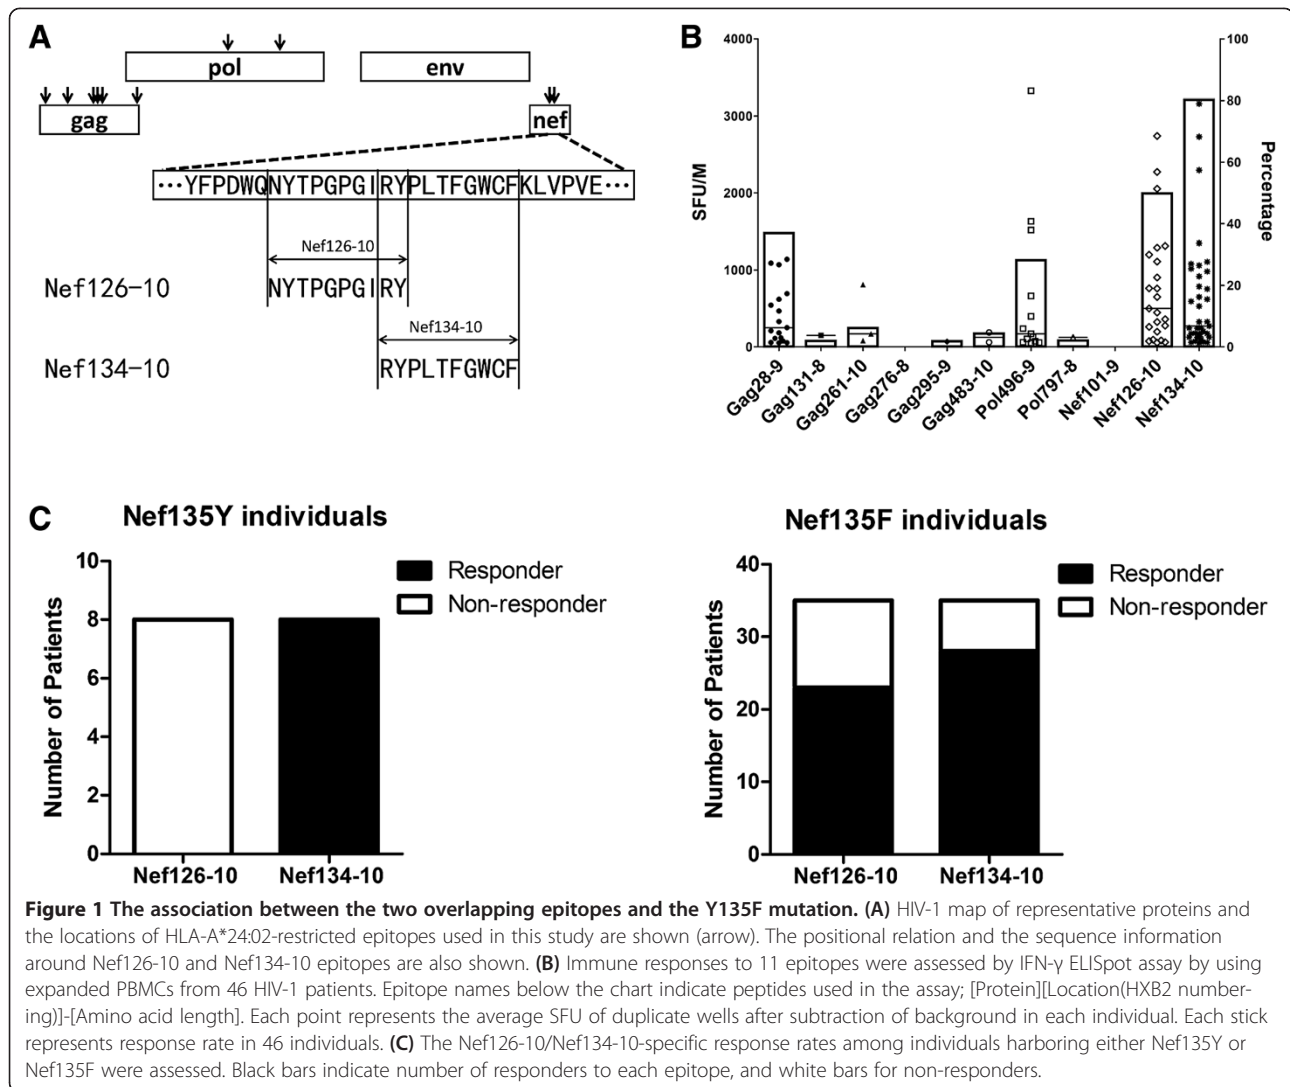 A
pol
env
gag
nef
···YFPDWQNYTPGPGIRYPLTFGWCFKLVPVE···
Nef126-10
Nef126-10
NYTPGPGIRY
Nef134-10
Nef134-10
RYPLTFGWCF
B
4000
3000
2000
1000
0
SFU/M
100
80
60
40
20
0
Percentage
Gag28-9
Gag131-8
Gag261-10
Gag276-8
Gag295-9
Gag483-10
Pol496-9
Pol797-8
Nef101-9
Nef126-10
Nef134-10
C
Nef135Y individuals
10
8
6
4
2
0
Number of Patients
Responder
Non-responder
Nef126-10
Nef134-10
Nef135F individuals
40
30
20
10
0
Number of Patients
Responder
Non-responder
Nef126-10
Nef134-10
Figure 1 The association between the two overlapping epitopes and the Y135F mutation. (A) HIV-1 map of representative proteins and
the locations of HLA-A*24:02-restricted epitopes used in this study are shown (arrow). The positional relation and the sequence information
around Nef126-10 and Nef134-10 epitopes are also shown. (B) Immune responses to 11 epitopes were assessed by IFN-γ ELISpot assay by using
expanded PBMCs from 46 HIV-1 patients. Epitope names below the chart indicate peptides used in the assay; [Protein][Location(HXB2 number-
ing)]-[Amino acid length]. Each point represents the average SFU of duplicate wells after subtraction of background in each individual. Each stick
represents response rate in 46 individuals. (C) The Nef126-10/Nef134-10-specific response rates among individuals harboring either Nef135Y or
Nef135F were assessed. Black bars indicate number of responders to each epitope, and white bars for non-responders.